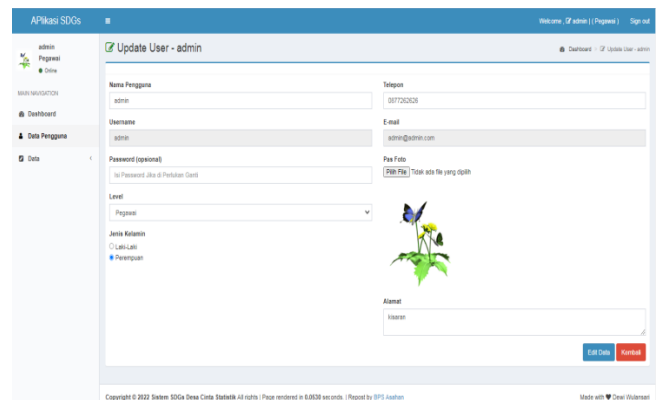 APlikasi SDGs
Welcome, admin | ( Pegawai )
Sign out
admin
Pegawai
Online
MAIN NAVIGATION
Dashboard
Data Pengguna
Data
Update User - admin
Dashboard > Update User - admin
Nama Pengguna
admin
Username
admin
Password (opsional)
Isi Password Jika di Perlukan Ganti
Level
Pegawai
Jenis Kelamin
Laki-Laki
Perempuan
Telepon
0877262626
E-mail
admin@admin.com
Pas Foto
Pilih File Tidak ada file yang dipilih
Alamat
kisaran
Edit Data
Kembali
Copyright © 2022 Sistem SDGs Desa Cinta Statistik All rights | Page rendered in 0.0530 seconds. | Repost by BPS Asahan
Made with ♥ Dewi Wulansari